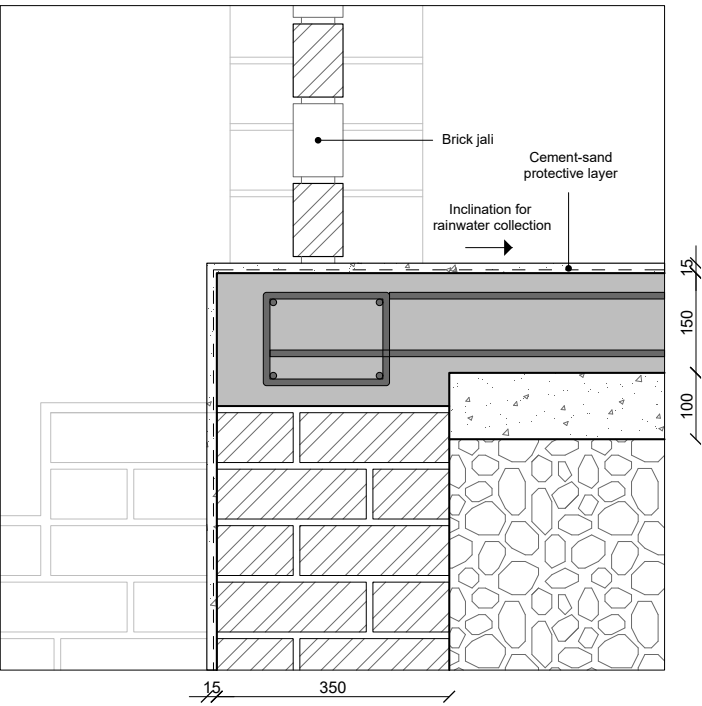 Brick jali
Cement-sand
protective layer
Inclination for
rainwater collection
15
150
100
15
350